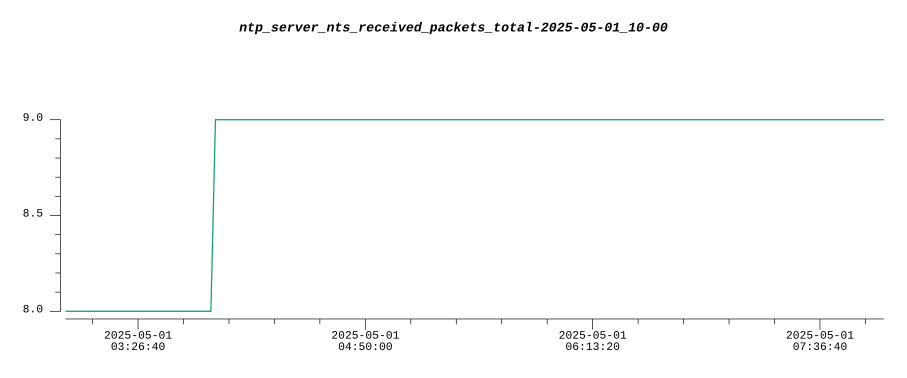 ntp_server_nts_received_packets_total-2025-05-01_10-00
9.0
8.5
8.0
2025-05-01 2025-05-01 2025-05-01 2025-05-01
03:26:40 04:50:00 06:13:20 07:36:40